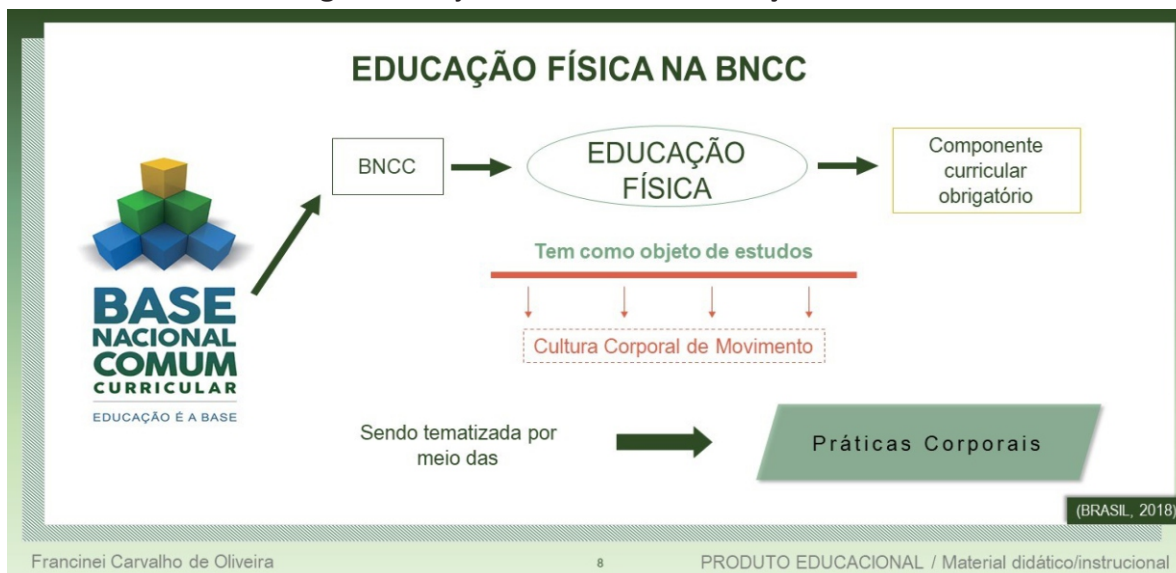 EDUCAÇÃO FÍSICA NA BNCC
BNCC
EDUCAÇÃO
FÍSICA
Componente
curricular
obrigatório
Tem como objeto de estudos
Cultura Corporal de Movimento
BASE
NACIONAL
COMUM
CURRICULAR
EDUCAÇÃO É A BASE
Sendo tematizada por
meio das
Práticas Corporais
(BRASIL, 2018)
Francinei Carvalho de Oliveira
8
PRODUTO EDUCACIONAL / Material didático/instrucional